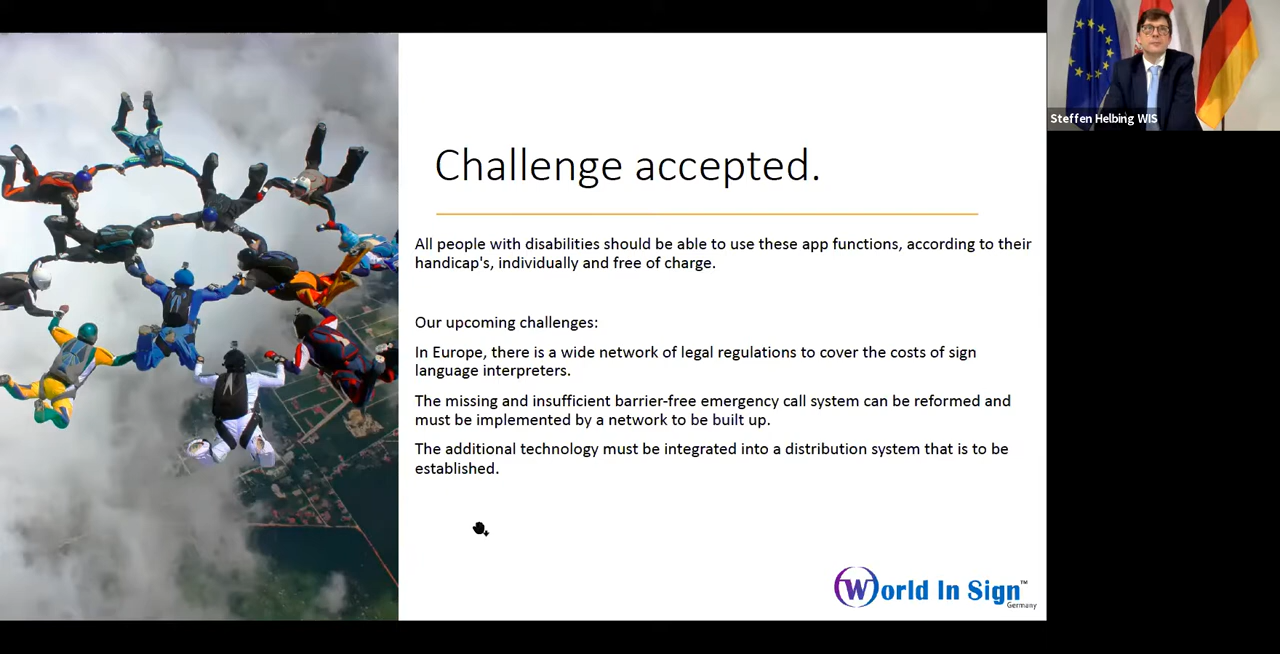 Steffen Helbing WIS
Challenge accepted.
All people with disabilities should be able to use these app functions, according to their
handicap's, individually and free of charge.
Our upcoming challenges:
In Europe, there is a wide network of legal regulations to cover the costs of sign
language interpreters.
The missing and insufficient barrier-free emergency call system can be reformed and
must be implemented by a network to be built up.
The additional technology must be integrated into a distribution system that is to be
established.
World In Sign™
Germany